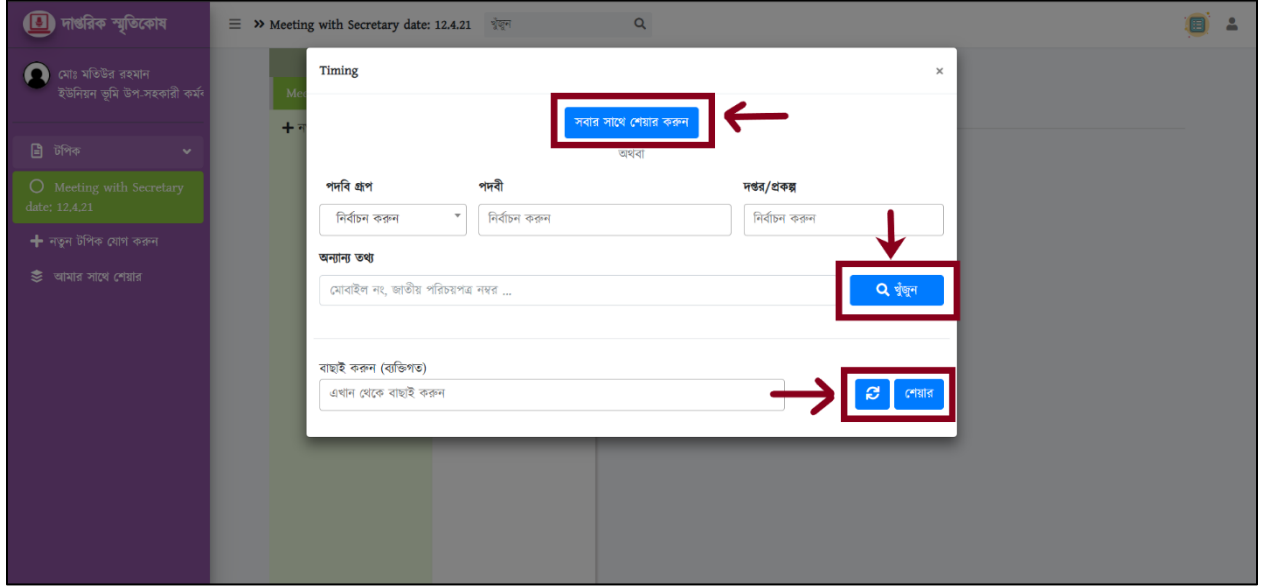 দাপ্তরিক স্মৃতিকোষ
Meeting with Secretary date: 12.4.21
খুঁজুন
মোঃ মতিউর রহমান
ইউনিয়ন ভূমি উপ-সহকারী কর্মক
টপিক
Meeting with Secretary
date: 12.4.21
নতুন টপিক যোগ করুন
আমার সাথে শেয়ার
Mee
ন
Timing
×
সবার সাথে শেয়ার করুন
অথবা
পদবি গ্রুপ
পদবী
দপ্তর/প্রকল্প
নির্বাচন করুন
নির্বাচন করুন
নির্বাচন করুন
অন্যান্য তথ্য
মোবাইল নং, জাতীয় পরিচয়পত্র নম্বর ...
খুঁজুন
বাছাই করুন (ব্যক্তিগত)
এখান থেকে বাছাই করুন
শেয়ার